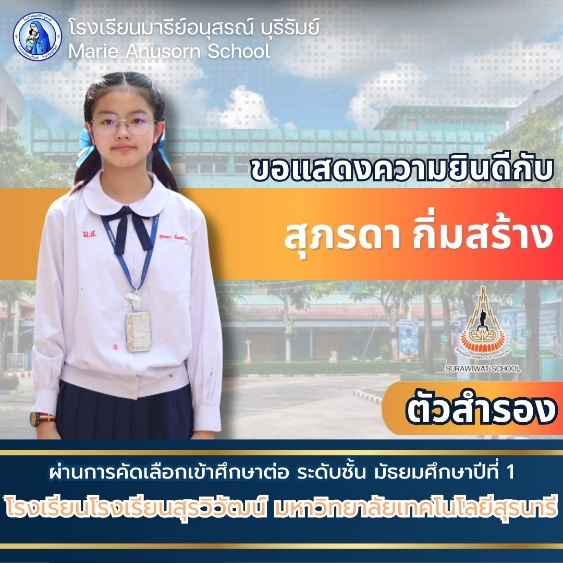 โรงเรียนมารีย์อนุสรณ์ บุรีรัมย์
Marie Anusorn School
ขอแสดงความยินดีกับ
สุภรดา กิ่มสร้าง
SURAWIWAT SCHOOL
ตัวสำรอง
ผ่านการคัดเลือกเข้าศึกษาต่อ ระดับชั้น มัธยมศึกษาปีที่ 1
โรงเรียนโรงเรียนสุรวิวัฒน์ มหาวิทยาลัยเทคโนโลยีสุรนารี
ม.ส.